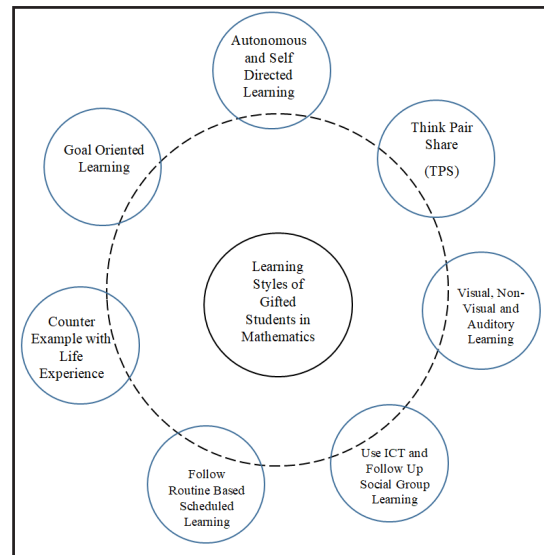 Autonomous
and Self
Directed
Learning
Think Pair
Share
(TPS)
Visual, Non-
Visual and
Auditory
Learning
Use ICT and
Follow Up
Social Group
Learning
Follow
Routine Based
Scheduled
Learning
Counter
Example with
Life
Experience
Goal Oriented
Learning
Learning
Styles of
Gifted
Students in
Mathematics